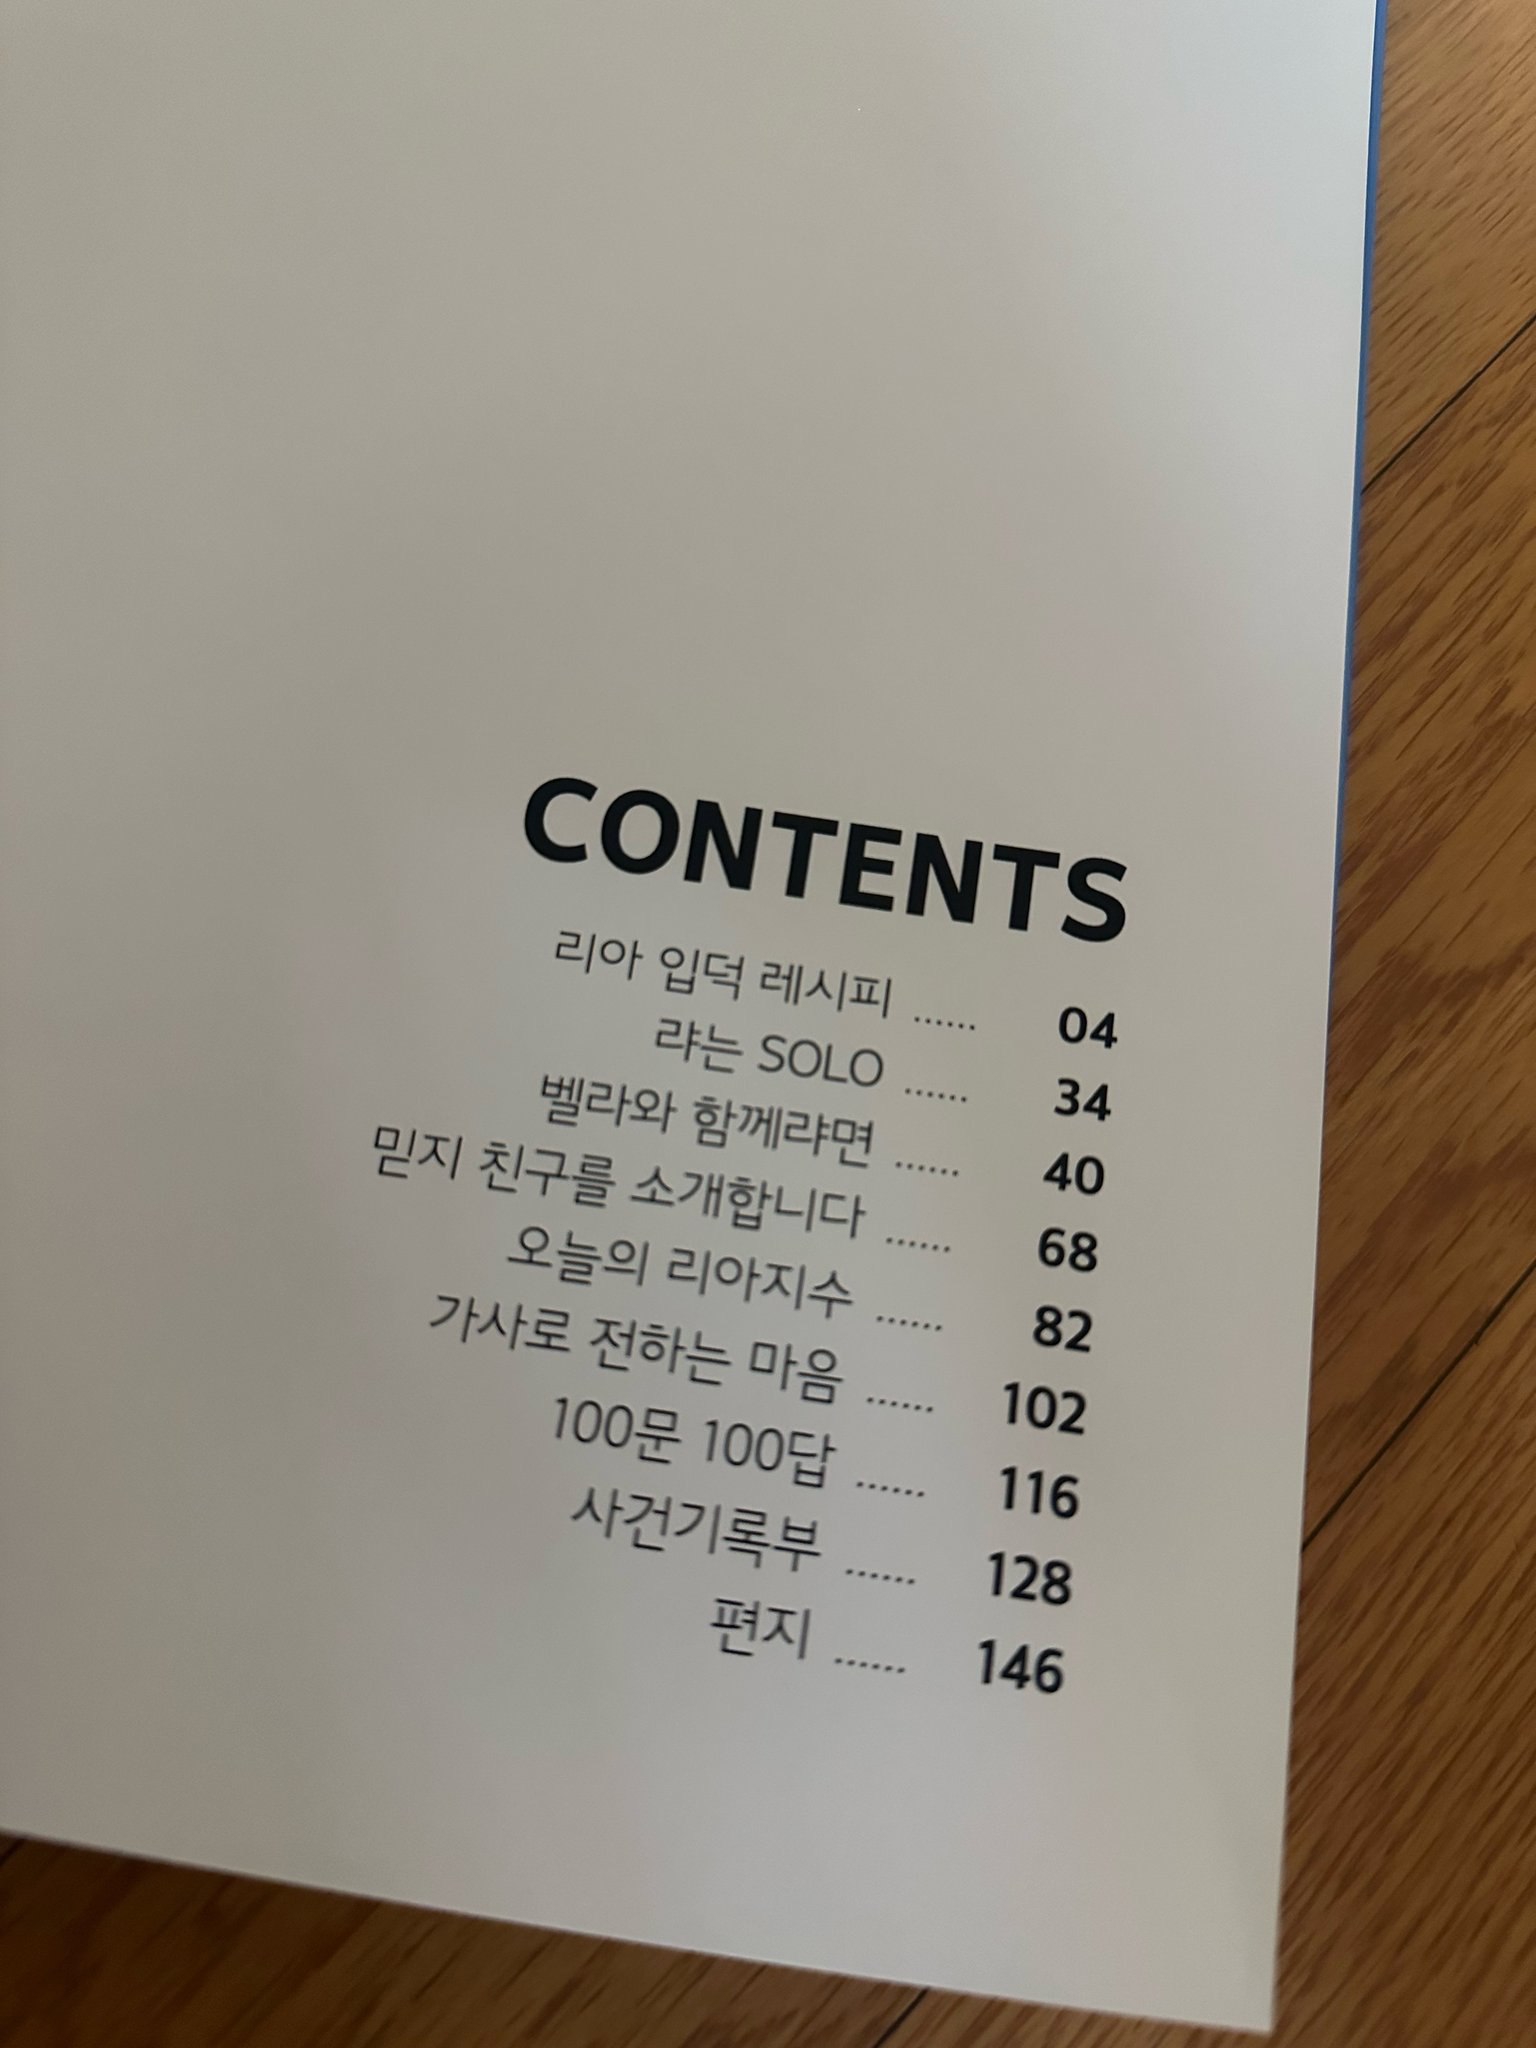 CONTENTS
리아 입덕 레시피 ...... 04
랴는 SOLO ...... 34
벨라와 함께랴면 ...... 40
믿지 친구를 소개합니다 ...... 68
오늘의 리아지수 ...... 82
가사로 전하는 마음 ...... 102
100문 100답 ...... 116
사건기록부 ...... 128
편지 ...... 146